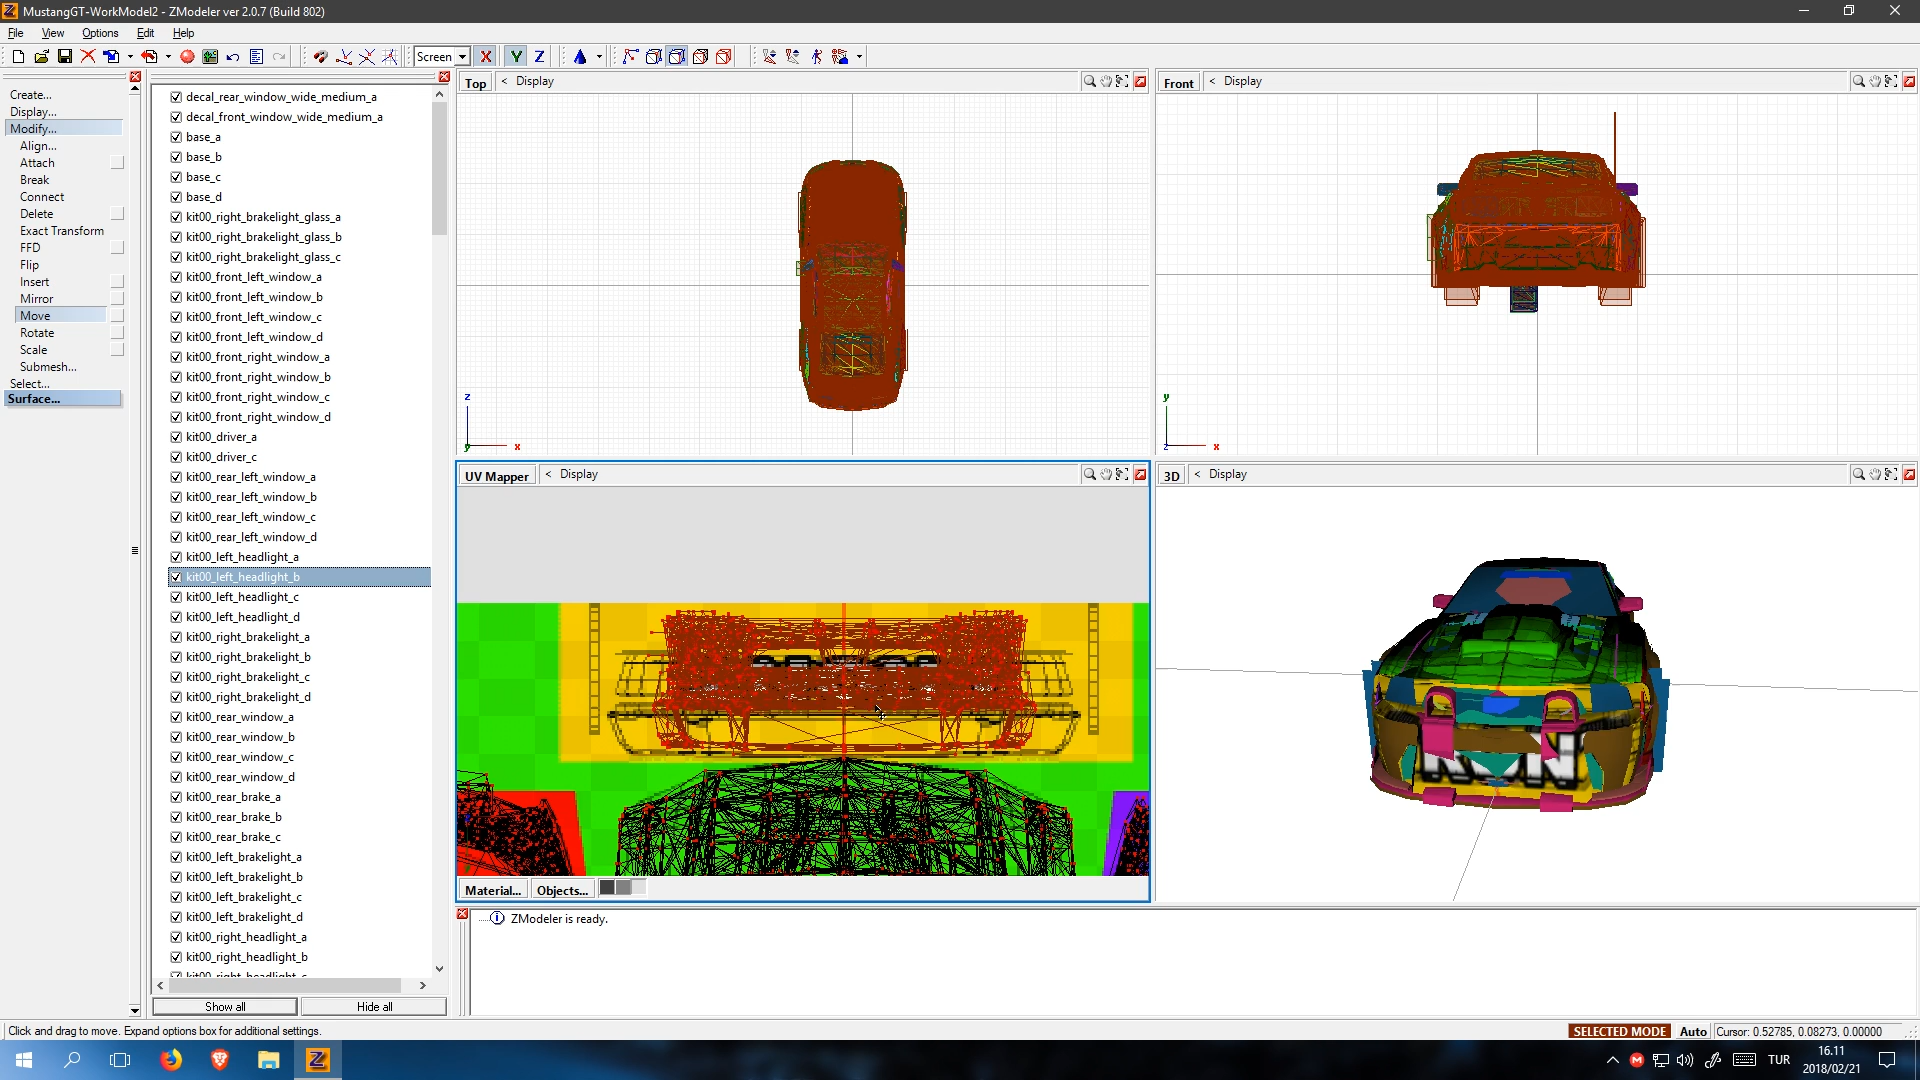 MustangGT-WorkModel2 - ZModeler ver 2.0.7 (Build 802)
File View Options Edit Help
Screen X Y Z
Create...
Display...
Modify...
Align...
Attach
Break
Connect
Delete
Exact Transform
FFD
Flip
Insert
Mirror
Move
Rotate
Scale
Submesh...
Select...
Surface...
decal_rear_window_wide_medium_a
decal_front_window_wide_medium_a
base_a
base_b
base_c
base_d
kit00_right_brakelight_glass_a
kit00_right_brakelight_glass_b
kit00_right_brakelight_glass_c
kit00_front_left_window_a
kit00_front_left_window_b
kit00_front_left_window_c
kit00_front_left_window_d
kit00_front_right_window_a
kit00_front_right_window_b
kit00_front_right_window_c
kit00_front_right_window_d
kit00_driver_a
kit00_driver_c
kit00_rear_left_window_a
kit00_rear_left_window_b
kit00_rear_left_window_c
kit00_rear_left_window_d
kit00_left_headlight_a
kit00_left_headlight_b
kit00_left_headlight_c
kit00_left_headlight_d
kit00_right_brakelight_a
kit00_right_brakelight_b
kit00_right_brakelight_c
kit00_right_brakelight_d
kit00_rear_window_a
kit00_rear_window_b
kit00_rear_window_c
kit00_rear_window_d
kit00_rear_brake_a
kit00_rear_brake_b
kit00_rear_brake_c
kit00_left_brakelight_a
kit00_left_brakelight_b
kit00_left_brakelight_c
kit00_left_brakelight_d
kit00_right_headlight_a
kit00_right_headlight_b
kit00_right_headlight_c
Show all
Hide all
Top < Display
z
y x
Front < Display
y
z x
UV Mapper < Display
Material... Objects...
3D < Display
ZModeler is ready.
Click and drag to move. Expand options box for additional settings.
SELECTED MODE Auto Cursor: 0.52785, 0.08273, 0.00000
TUR
16.11
2018/02/21